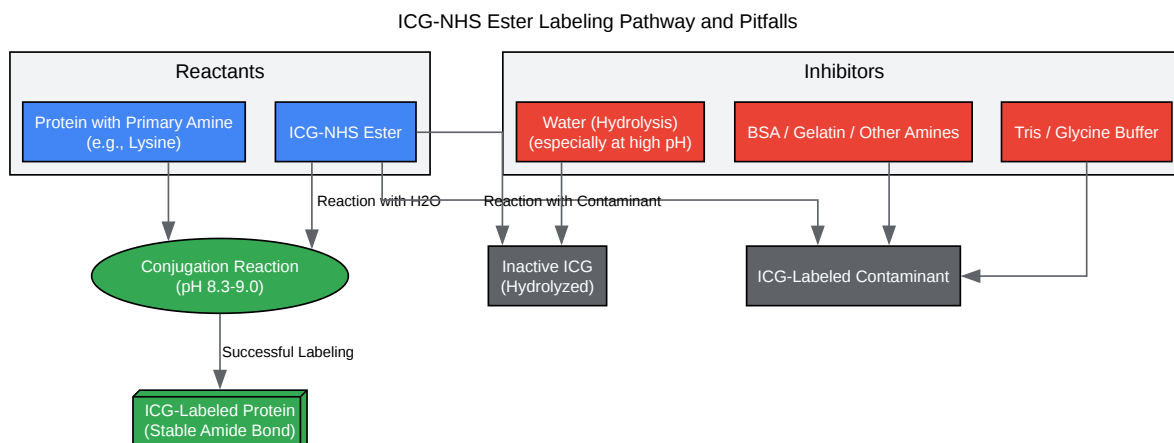 ICG-NHS Ester Labeling Pathway and Pitfalls
Reactants
Inhibitors
Protein with Primary Amine
(e.g., Lysine)
ICG-NHS Ester
Water (Hydrolysis)
(especially at high pH)
BSA / Gelatin / Other Amines
Tris / Glycine Buffer
Reaction with H2O
Reaction with Contaminant
Conjugation Reaction
(pH 8.3-9.0)
Inactive ICG
(Hydrolyzed)
ICG-Labeled Contaminant
Successful Labeling
ICG-Labeled Protein
(Stable Amide Bond)